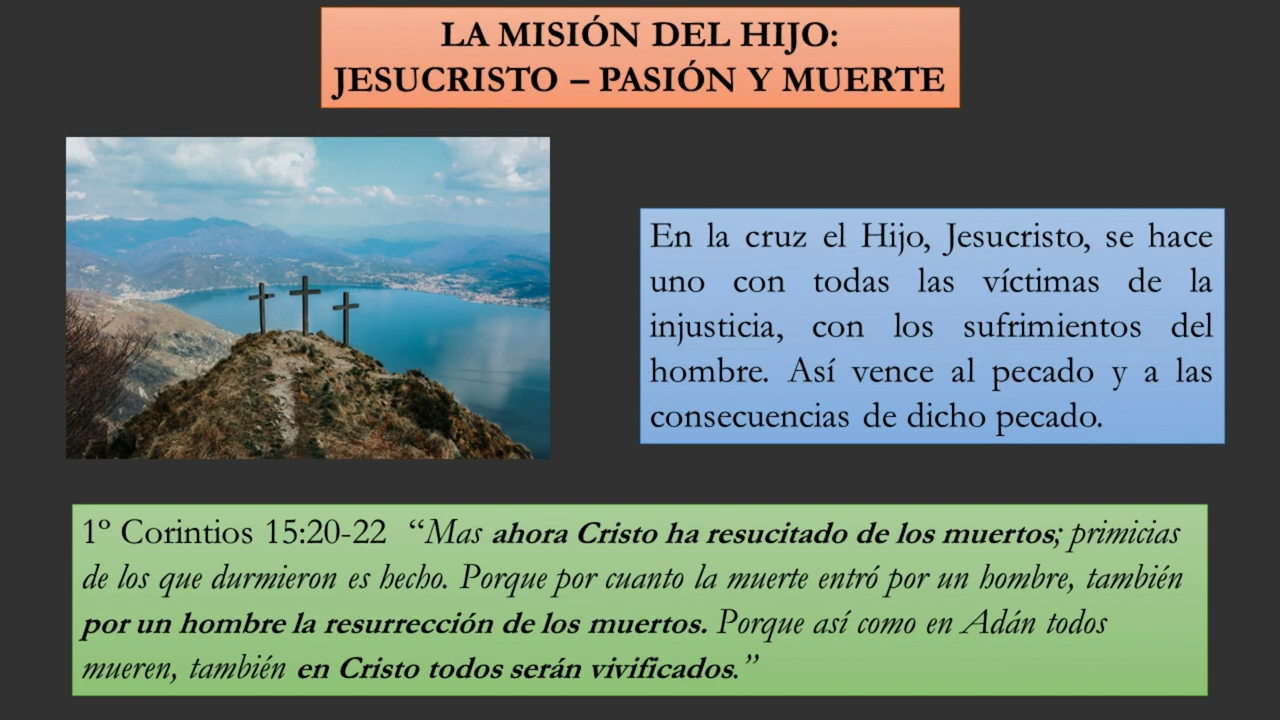 LA MISIÓN DEL HIJO:
JESUCRISTO – PASIÓN Y MUERTE
En la cruz el Hijo, Jesucristo, se hace
uno con todas las víctimas de la
injusticia, con los sufrimientos del
hombre. Así vence al pecado y a las
consecuencias de dicho pecado.
1º Corintios 15:20-22 “Mas ahora Cristo ha resucitado de los muertos; primicias
de los que durmieron es hecho. Porque por cuanto la muerte entró por un hombre, también
por un hombre la resurrección de los muertos. Porque así como en Adán todos
mueren, también en Cristo todos serán vivificados.”